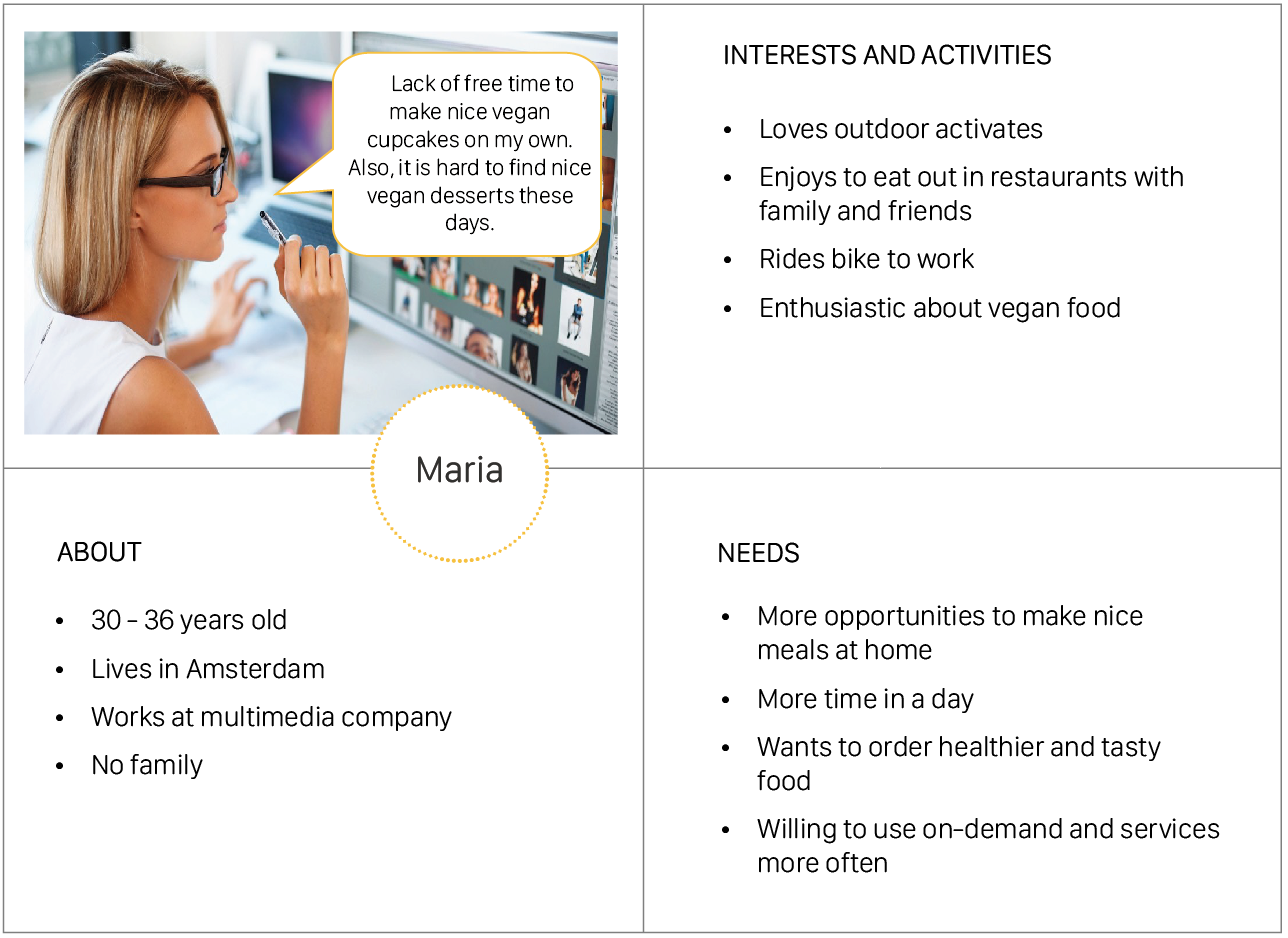 Lack of free time to
make nice vegan
cupcakes on my own.
Also, it is hard to find nice
vegan desserts these
days.
Maria
INTERESTS AND ACTIVITIES
• Loves outdoor activates
• Enjoys to eat out in restaurants with
family and friends
• Rides bike to work
• Enthusiastic about vegan food
ABOUT
• 30 - 36 years old
• Lives in Amsterdam
• Works at multimedia company
• No family
NEEDS
• More opportunities to make nice
meals at home
• More time in a day
• Wants to order healthier and tasty
food
• Willing to use on-demand and services
more often